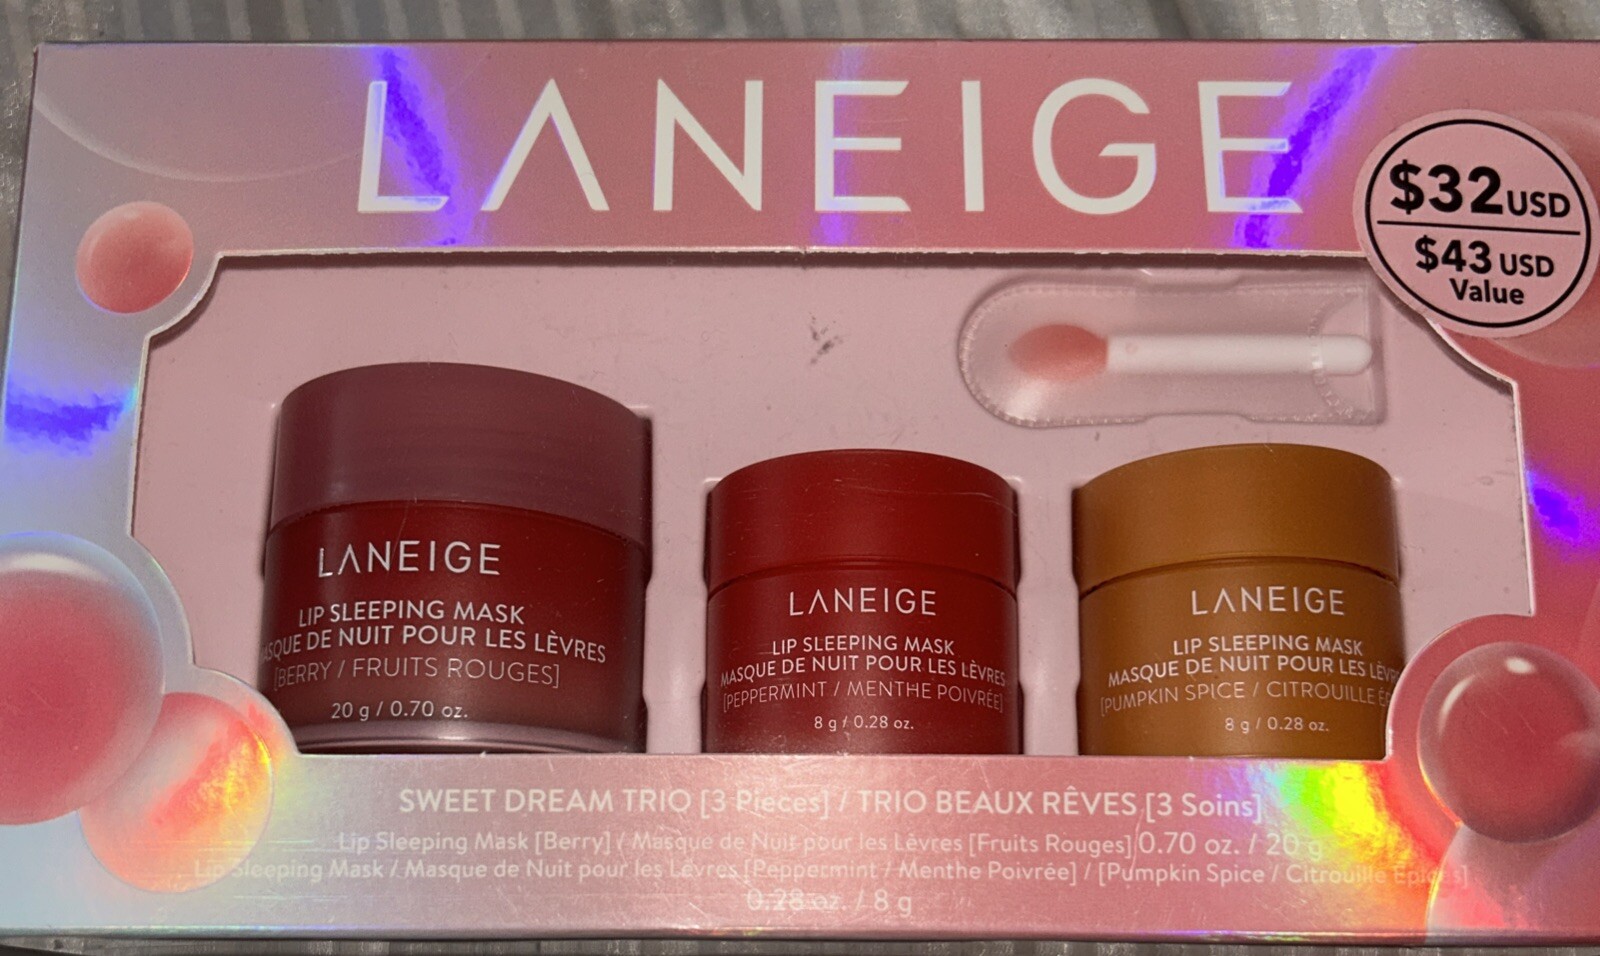 LANEIGE
$32 USD
$43 USD
Value
LANEIGE
LIP SLEEPING MASK
DE NUIT POUR LES LÈVRES
[BERRY / FRUITS ROUGES]
20 g / 0.70 oz.
LANEIGE
LIP SLEEPING MASK
MASQUE DE NUIT POUR LES LÈVRES
[PEPPERMINT / MENTHE POIVRÉE]
8 g / 0.28 oz.
LANEIGE
LIP SLEEPING MASK
MASQUE DE NUIT POUR LES
[PUMPKIN SPICE / CITROUILLE
8 g / 0.28 oz.
SWEET DREAM TRIO [3 Pieces] / TRIO BEAUX RÊVES [3 Soins]
Lip Sleeping Mask [Berry] / Masque de Nuit pour les Lèvres [Fruits Rouges] 0.70 oz. / 20 g
Lip Sleeping Mask / Masque de Nuit pour les Lèvres [Peppermint / Menthe Poivrée] / [Pumpkin Spice / Citrouille Épices]
0.28 oz. / 8 g